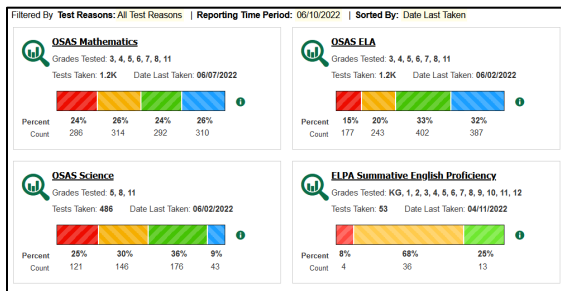 Filtered By Test Reasons: All Test Reasons | Reporting Time Period: 06/10/2022 | Sorted By: Date Last Taken
OSAS Mathematics
Grades Tested: 3, 4, 5, 6, 7, 8, 11
Tests Taken: 1.2K Date Last Taken: 06/07/2022
Percent 24% 26% 24% 26%
Count 286 314 292 310
OSAS ELA
Grades Tested: 3, 4, 5, 6, 7, 8, 11
Tests Taken: 1.2K Date Last Taken: 06/02/2022
Percent 15% 20% 33% 32%
Count 177 243 402 387
OSAS Science
Grades Tested: 5, 8, 11
Tests Taken: 486 Date Last Taken: 06/02/2022
Percent 25% 30% 36% 9%
Count 121 146 176 43
ELPA Summative English Proficiency
Grades Tested: KG, 1, 2, 3, 4, 5, 6, 7, 8, 9, 10, 11, 12
Tests Taken: 53 Date Last Taken: 04/11/2022
Percent 8% 68% 25%
Count 4 36 13